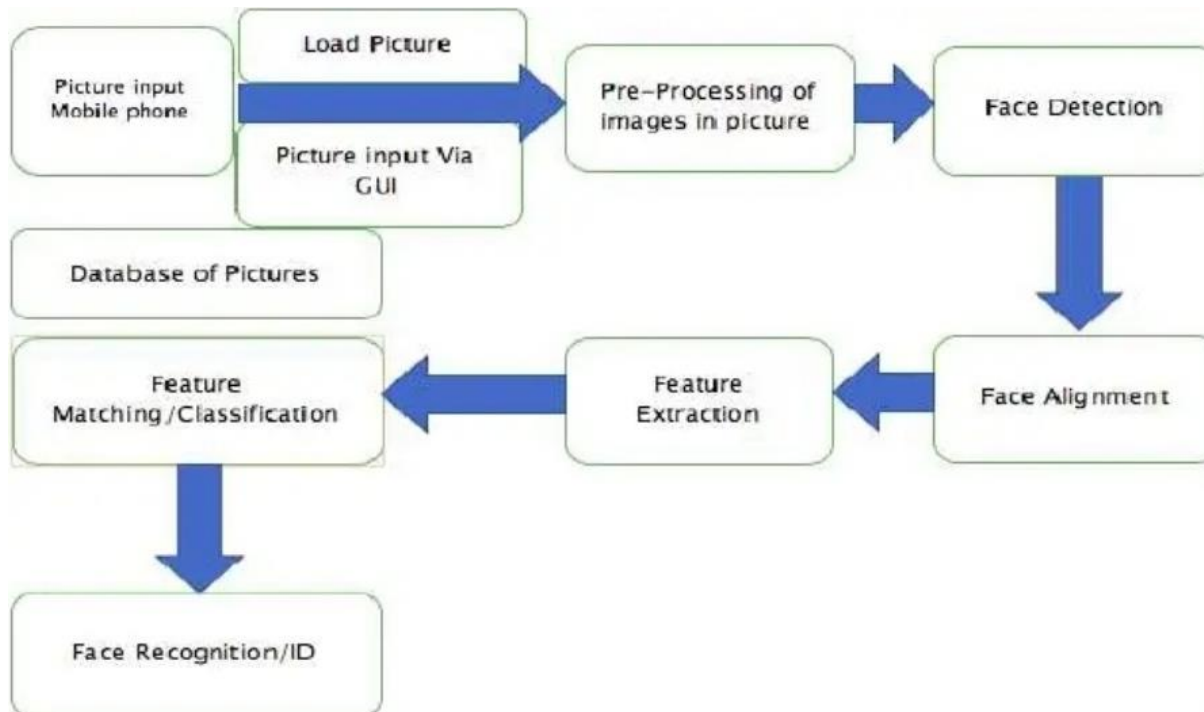 Picture input
Mobile phone
Load Picture
Picture input Via
GUI
Pre-Processing of
images in picture
Face Detection
Database of Pictures
Feature
Matching/Classification
Feature
Extraction
Face Alignment
Face Recognition/ID